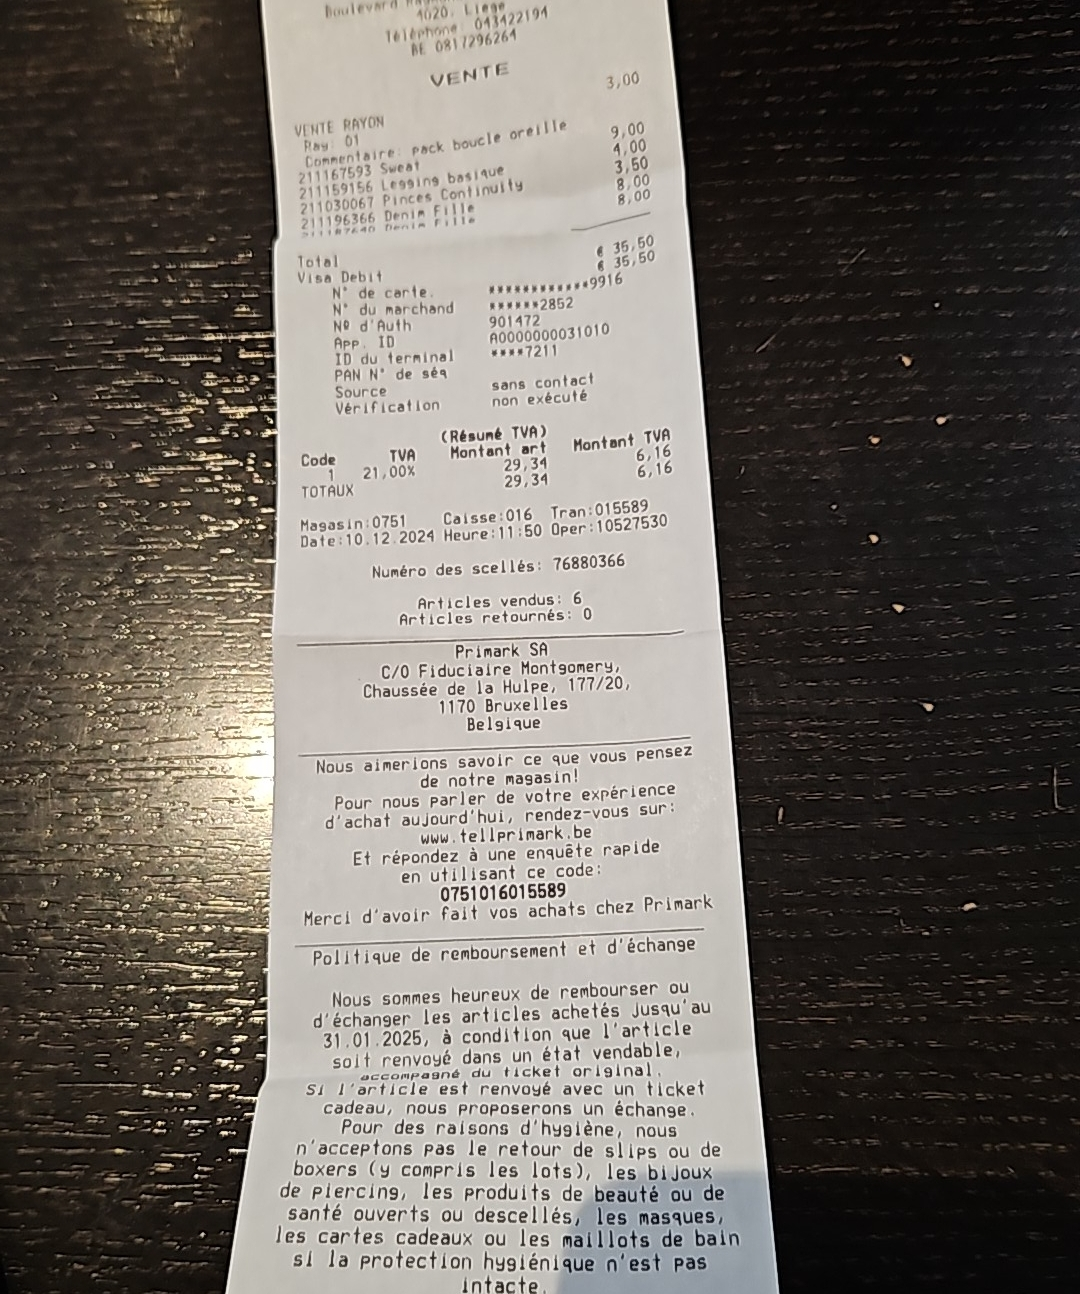 Boulevard
4020, Liege
Téléphone 043422194
BE 0817296264
VENTE
3,00
VENTE RAYON
Ray 01
Commentaire: pack boucle oreille
211167593 Sweat 9,00
211159156 Legging basique 4,00
211030067 Pinces Continuity 3,50
211196366 Denim Fille 8,00
Denim Fille 8,00
Total € 35,50
Visa Debit € 35,50
N° de carte. ************9916
N° du marchand ******2852
Nº d'Auth 901472
App. ID A0000000031010
ID du terminal ****7211
PAN N° de séq
Source sans contact
Vérification non exécuté
(Résumé TVA)
Code TVA Montant art Montant TVA
1 21,00% 29,34 6,16
TOTAUX 29,34 6,16
Magasin:0751 Caisse:016 Tran:015589
Date:10.12.2024 Heure:11:50 Oper:10527530
Numéro des scellés: 76880366
Articles vendus: 6
Articles retournés: 0
Primark SA
C/O Fiduciaire Montgomery,
Chaussée de la Hulpe, 177/20,
1170 Bruxelles
Belgique
Nous aimerions savoir ce que vous pensez
de notre magasin!
Pour nous parler de votre expérience
d'achat aujourd'hui, rendez-vous sur:
www.tellprimark.be
Et répondez à une enquête rapide
en utilisant ce code:
0751016015589
Merci d'avoir fait vos achats chez Primark
Politique de remboursement et d'échange
Nous sommes heureux de rembourser ou
d'échanger les articles achetés jusqu'au
31.01.2025, à condition que l'article
soit renvoyé dans un état vendable,
accompagné du ticket original.
Si l'article est renvoyé avec un ticket
cadeau, nous proposerons un échange.
Pour des raisons d'hygiène, nous
n'acceptons pas le retour de slips ou de
boxers (y compris les lots), les bijoux
de piercing, les produits de beauté ou de
santé ouverts ou descellés, les masques,
les cartes cadeaux ou les maillots de bain
si la protection hygiénique n'est pas
intacte.